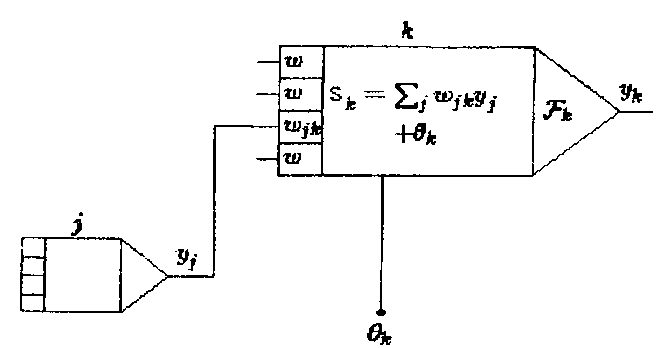 k
w
w
w_jk
w
S_k = ∑_j w_jk y_j
+θ_k
𝓕_k
y_k
j
y_j
θ_k